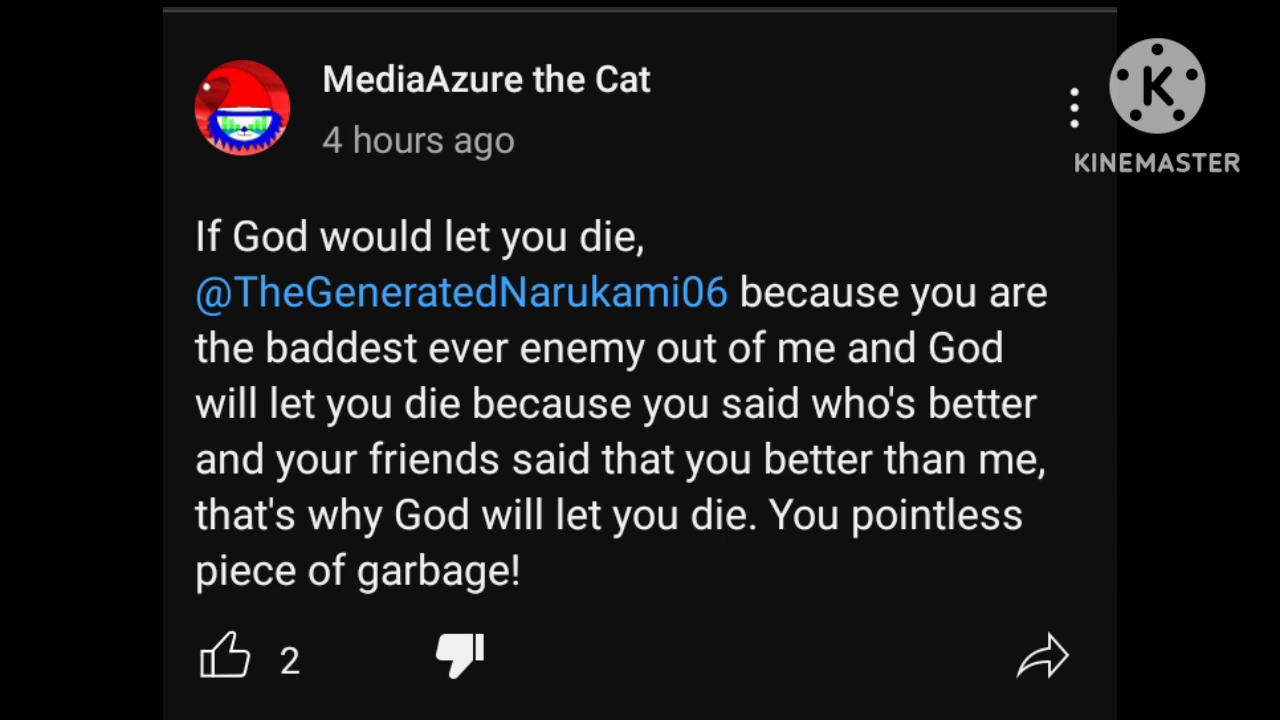 MediaAzure the Cat
4 hours ago
K
KINEMASTER
If God would let you die,
@TheGeneratedNarukami06 because you are
the baddest ever enemy out of me and God
will let you die because you said who's better
and your friends said that you better than me,
that's why God will let you die. You pointless
piece of garbage!
2